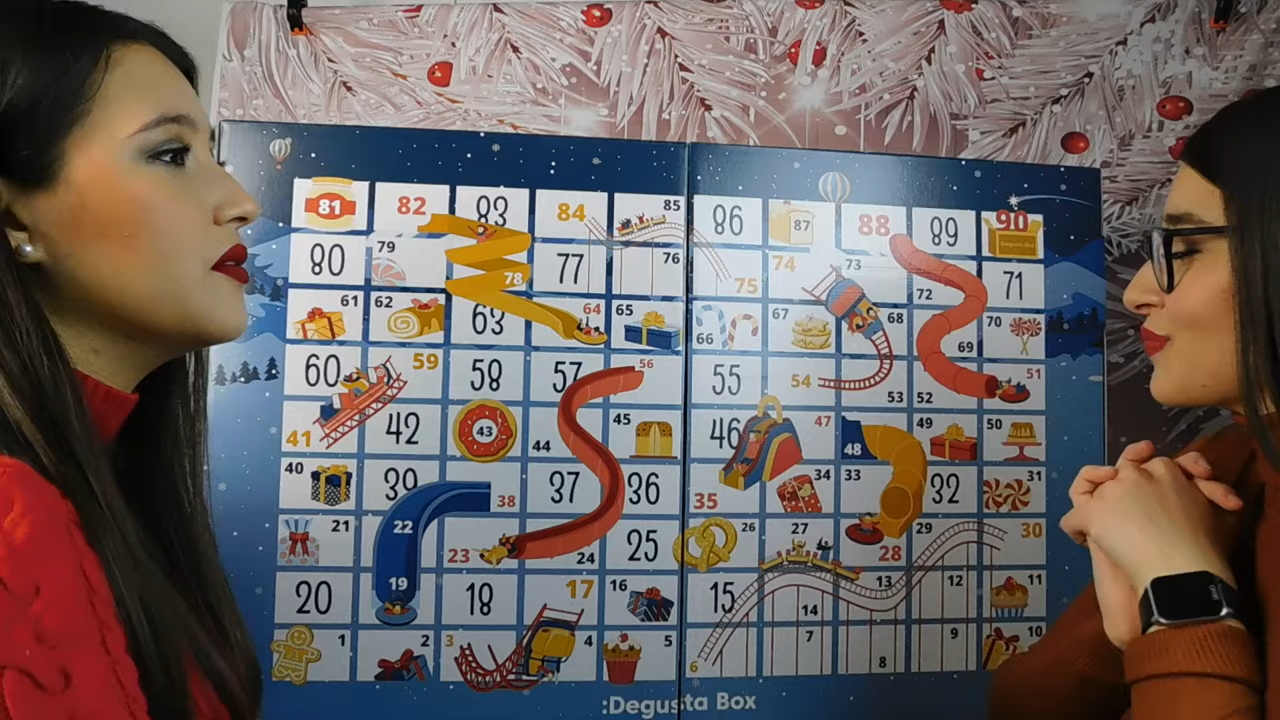 81 82 83 84 85 86 87 88 89 90
Degusta Box
80 79 78 77 76 75 74 73 72 71
61 62 63 64 65 66 67 68 69 70
60 59 58 57 56 55 54 53 52 51
41 42 43 44 45 46 47 48 49 50
40 39 38 37 36 35 34 33 32 31
21 22 23 24 25 26 27 28 29 30
20 19 18 17 16 15 14 13 12 11
1 2 3 4 5 6 7 8 9 10
:Degusta Box